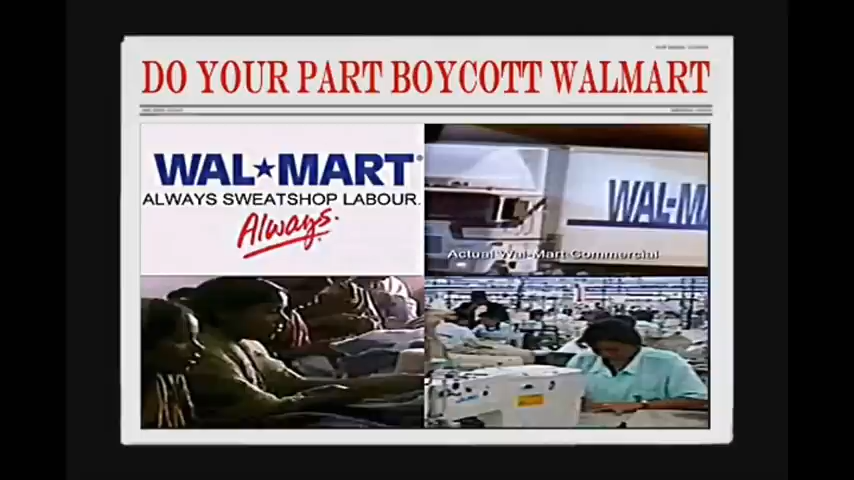 DO YOUR PART BOYCOTT WALMART
WAL★MART®
ALWAYS SWEATSHOP LABOUR.
Always.
WAL-M
Actual Wal-Mart Commercial